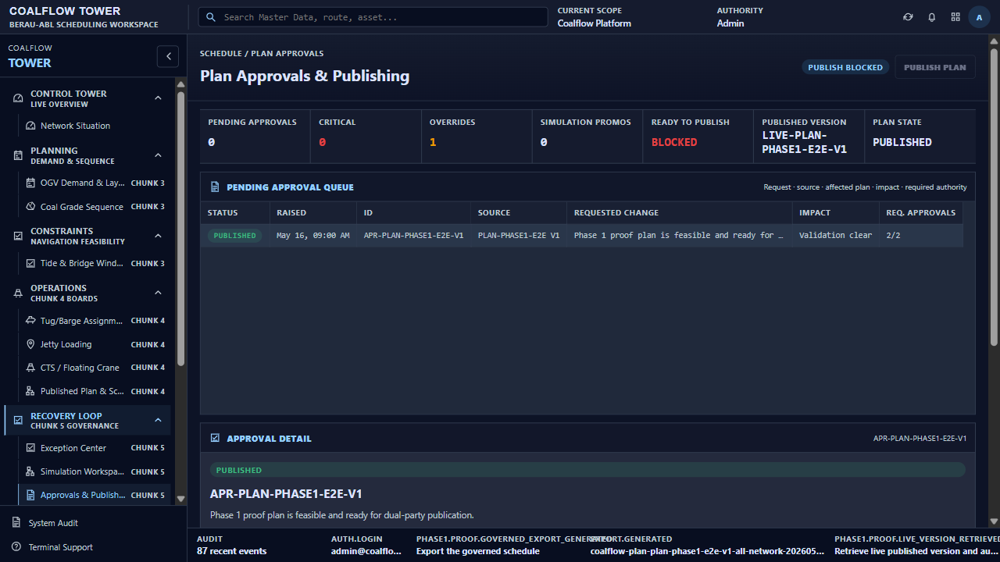 COALFLOW TOWER
BERAU-ABL SCHEDULING WORKSPACE
Search Master Data, route, asset...
CURRENT SCOPE
Coalflow Platform
AUTHORITY
Admin
A
COALFLOW
TOWER
CONTROL TOWER
LIVE OVERVIEW
Network Situation
PLANNING
DEMAND & SEQUENCE
OGV Demand & Lay... CHUNK 3
Coal Grade Sequence CHUNK 3
CONSTRAINTS
NAVIGATION FEASIBILITY
Tide & Bridge Wind... CHUNK 3
OPERATIONS
CHUNK 4 BOARDS
Tug/Barge Assignm... CHUNK 4
Jetty Loading CHUNK 4
CTS / Floating Crane CHUNK 4
Published Plan & Sc... CHUNK 4
RECOVERY LOOP
CHUNK 5 GOVERNANCE
Exception Center CHUNK 5
Simulation Workspa... CHUNK 5
Approvals & Publish... CHUNK 5
System Audit
Terminal Support
SCHEDULE / PLAN APPROVALS
Plan Approvals & Publishing
PUBLISH BLOCKED
PUBLISH PLAN
PENDING APPROVALS
0
CRITICAL
0
OVERRIDES
1
SIMULATION PROMOS
0
READY TO PUBLISH
BLOCKED
PUBLISHED VERSION
LIVE-PLAN-
PHASE1-E2E-V1
PLAN STATE
PUBLISHED
PENDING APPROVAL QUEUE
Request · source · affected plan · impact · required authority
STATUS RAISED ID SOURCE REQUESTED CHANGE IMPACT REQ. APPROVALS
PUBLISHED May 16, 09:00 AM APR-PLAN-PHASE1-E2E-V1 PLAN-PHASE1-E2E V1 Phase 1 proof plan is feasible and ready for … Validation clear 2/2
APPROVAL DETAIL
APR-PLAN-PHASE1-E2E-V1
PUBLISHED
APR-PLAN-PHASE1-E2E-V1
Phase 1 proof plan is feasible and ready for dual-party publication.
AUDIT
87 recent events
AUTH.LOGIN
admin@coalflo...
PHASE1.PROOF.GOVERNED_EXPORT_GENERATED
Export the governed schedule
EXPORT.GENERATED
coalflow-plan-plan-phase1-e2e-v1-all-network-202605...
PHASE1.PROOF.LIVE_VERSION_RETRIEVED
Retrieve live published version and au...